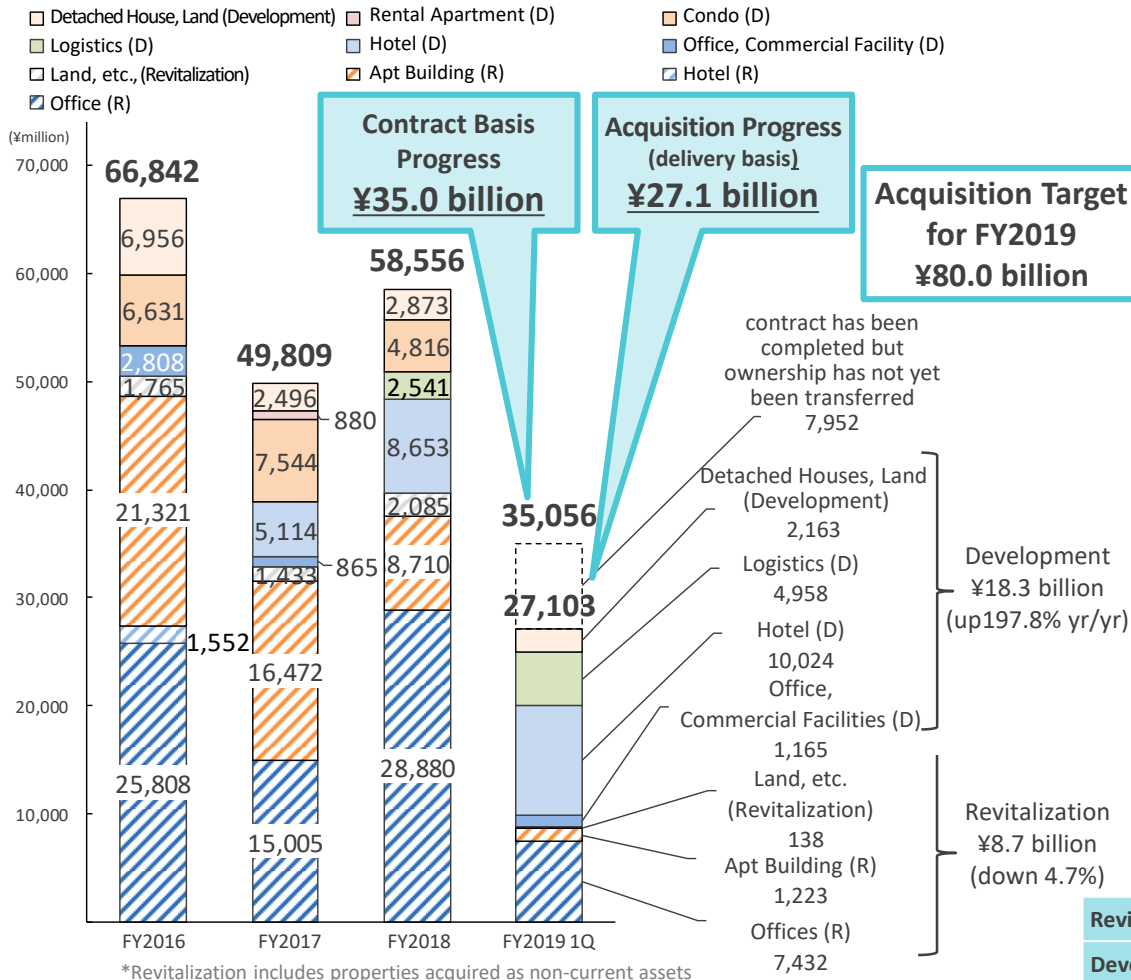 Detached House, Land (Development)
Rental Apartment (D)
Condo (D)
Logistics (D)
Hotel (D)
Office, Commercial Facility (D)
Land, etc., (Revitalization)
Apt Building (R)
Hotel (R)
Office (R)
(¥million)
70,000
60,000
50,000
40,000
30,000
20,000
10,000
Contract Basis
Progress
¥35.0 billion
Acquisition Progress
(delivery basis)
¥27.1 billion
Acquisition Target
for FY2019
¥80.0 billion
66,842
6,956
6,631
2,808
1,765
21,321
1,552
25,808
49,809
2,496
880
7,544
5,114
865
1,433
16,472
15,005
58,556
2,873
4,816
2,541
8,653
2,085
8,710
28,880
35,056
27,103
contract has been
completed but
ownership has not yet
been transferred
7,952
Detached Houses, Land
(Development)
2,163
Logistics (D)
4,958
Hotel (D)
10,024
Office,
Commercial Facilities (D)
1,165
Land, etc.
(Revitalization)
138
Apt Building (R)
1,223
Offices (R)
7,432
Development
¥18.3 billion
(up197.8% yr/yr)
Revitalization
¥8.7 billion
(down 4.7%)
FY2016
FY2017
FY2018
FY2019 1Q
*Revitalization includes properties acquired as non-current assets
Revi
Deve